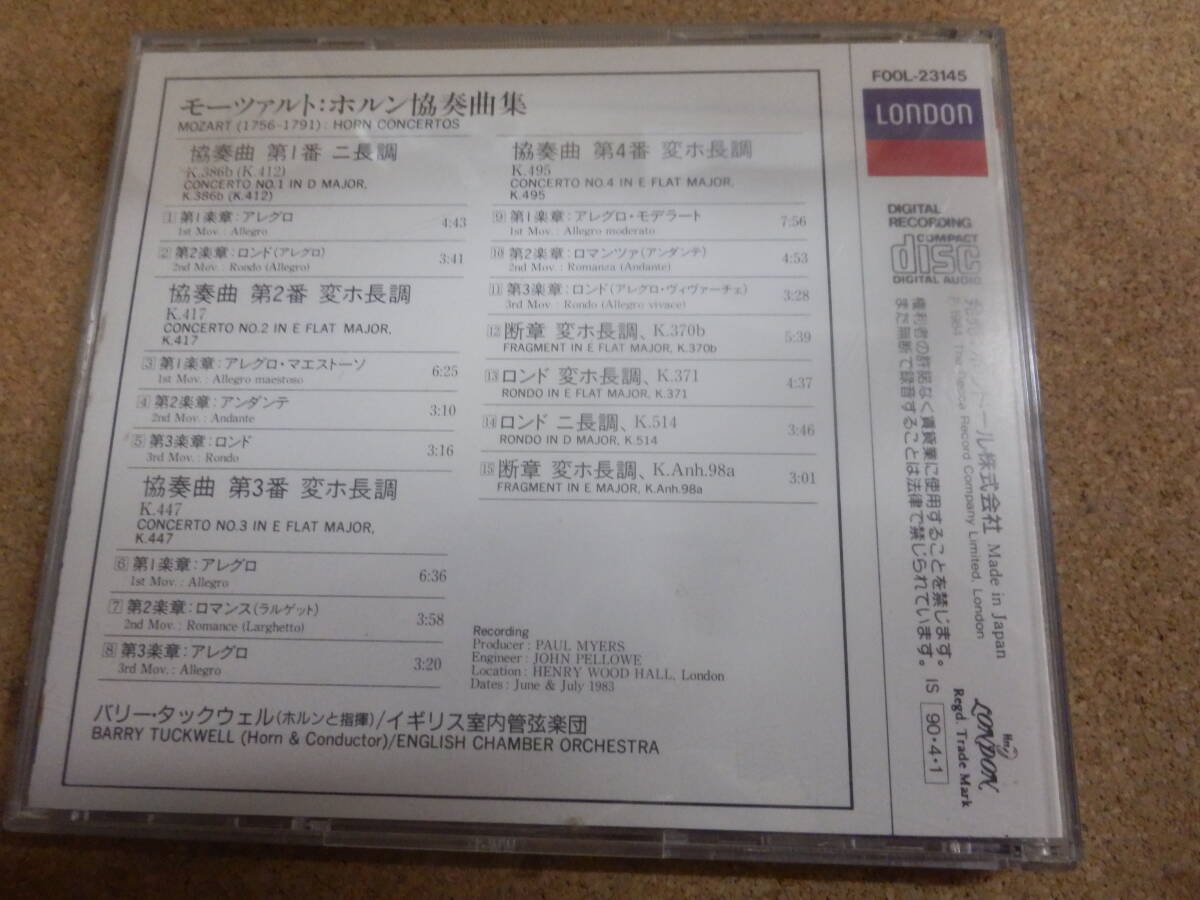 モーツァルト:ホルン協奏曲集
MOZART (1756-1791) : HORN CONCERTOS
協奏曲 第1番 ニ長調
K.386b (K.412)
CONCERTO NO.1 IN D MAJOR,
K.386b (K.412)
1 第1楽章:アレグロ 4:43
1st Mov. : Allegro
2 第2楽章:ロンド(アレグロ) 3:41
2nd Mov. : Rondo (Allegro)
協奏曲 第2番 変ホ長調
K.417
CONCERTO NO.2 IN E FLAT MAJOR,
K.417
3 第1楽章:アレグロ・マエストーソ 6:25
1st Mov. : Allegro maestoso
4 第2楽章:アンダンテ 3:10
2nd Mov. : Andante
5 第3楽章:ロンド 3:16
3rd Mov. : Rondo
協奏曲 第3番 変ホ長調
K.447
CONCERTO NO.3 IN E FLAT MAJOR,
K.447
6 第1楽章:アレグロ 6:36
1st Mov. : Allegro
7 第2楽章:ロマンス(ラルゲット) 3:58
2nd Mov. : Romance (Larghetto)
8 第3楽章:アレグロ 3:20
3rd Mov. : Allegro
協奏曲 第4番 変ホ長調
K.495
CONCERTO NO.4 IN E FLAT MAJOR,
K.495
9 第1楽章:アレグロ・モデラート 7:56
1st Mov. : Allegro moderato
10 第2楽章:ロマンツァ(アンダンテ) 4:53
2nd Mov. : Romanza (Andante)
11 第3楽章:ロンド(アレグロ・ヴィヴァーチェ) 3:28
3rd Mov. : Rondo (Allegro vivace)
12 断章 変ホ長調、K.370b 5:39
FRAGMENT IN E FLAT MAJOR, K.370b
13 ロンド 変ホ長調、K.371 4:37
RONDO IN E FLAT MAJOR, K.371
14 ロンド ニ長調、K.514 3:46
RONDO IN D MAJOR, K.514
15 断章 変ホ長調、K.Anh.98a 3:01
FRAGMENT IN E MAJOR, K.Anh.98a
Recording
Producer : PAUL MYERS
Engineer : JOHN PELLOWE
Location : HENRY WOOD HALL, London
Dates : June & July 1983
バリー・タックウェル(ホルンと指揮)/イギリス室内管弦楽団
BARRY TUCKWELL (Horn & Conductor)/ENGLISH CHAMBER ORCHESTRA
F00L-23145
LONDON
DIGITAL
RECORDING
COMPACT
disc
DIGITAL AUDIO
ール株式会社 Made in Japan
1984 The Decca Record Company Limited, London
権利者の許諾なく賃貸業に使用することを禁じます。
また無断で録音することは法律で禁じられています。
IS 90・4・1
LONDON
Regd. Trade Mark